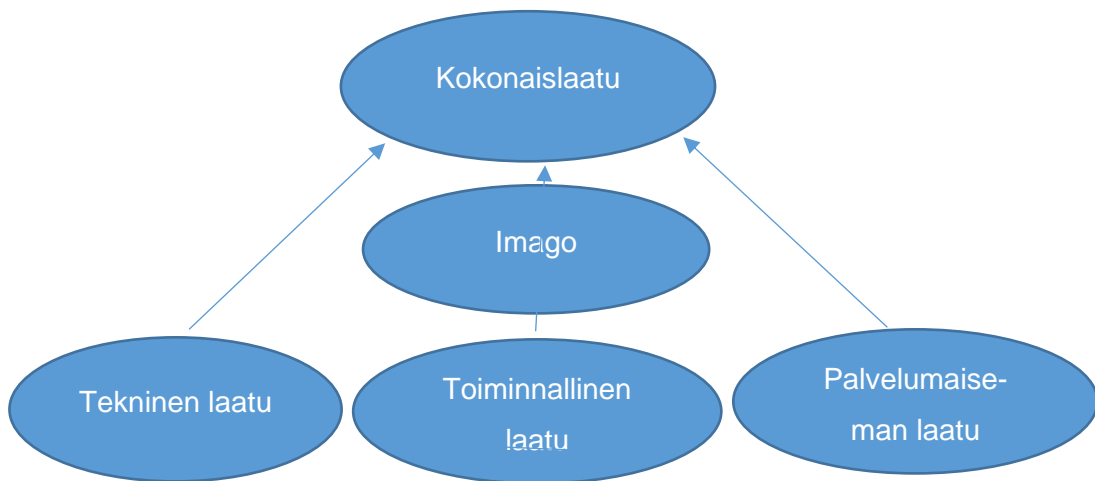 Kokonaislaatu
Imago
Tekninen laatu
Toiminnallinen
laatu
Palvelumaise-
man laatu